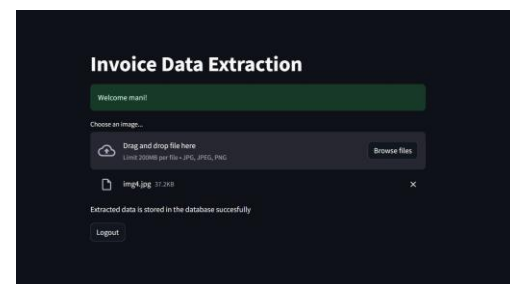 Invoice Data Extraction
Welcome mani!
Choose an image...
Drag and drop file here
Limit 200MB per file • JPG, JPEG, PNG
Browse files
img4.jpg 37.2KB
Extracted data is stored in the database succesfully
Logout